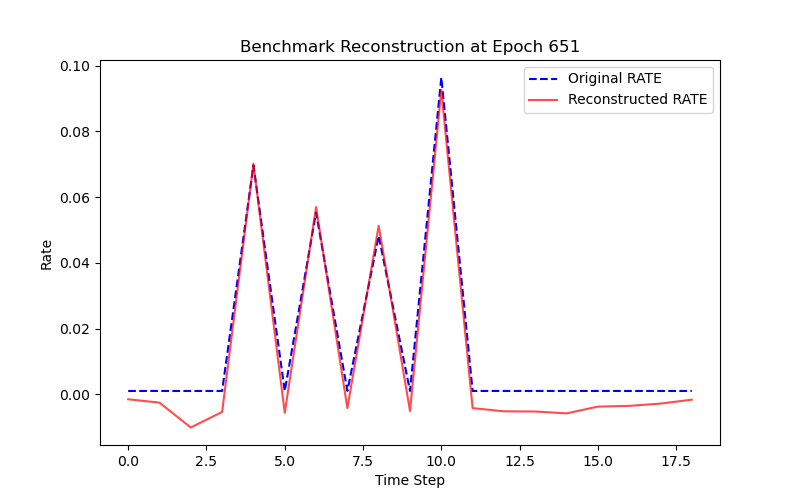 Benchmark Reconstruction at Epoch 651
Original RATE
Reconstructed RATE
0.10
0.08
0.06
0.04
0.02
0.00
Rate
0.0 2.5 5.0 7.5 10.0 12.5 15.0 17.5
Time Step